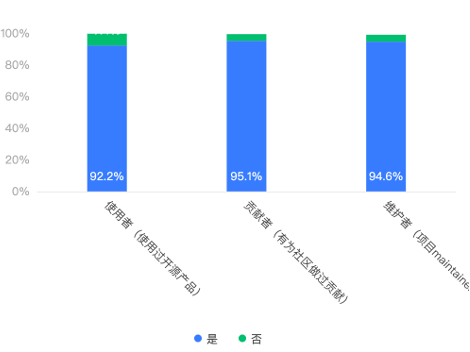 100%
80%
60%
40%
20%
0%
92.2%
95.1%
94.6%
使用者（使用过开源产品）
贡献者（有为社区做过贡献）
维护者（项目maintaine
是
否